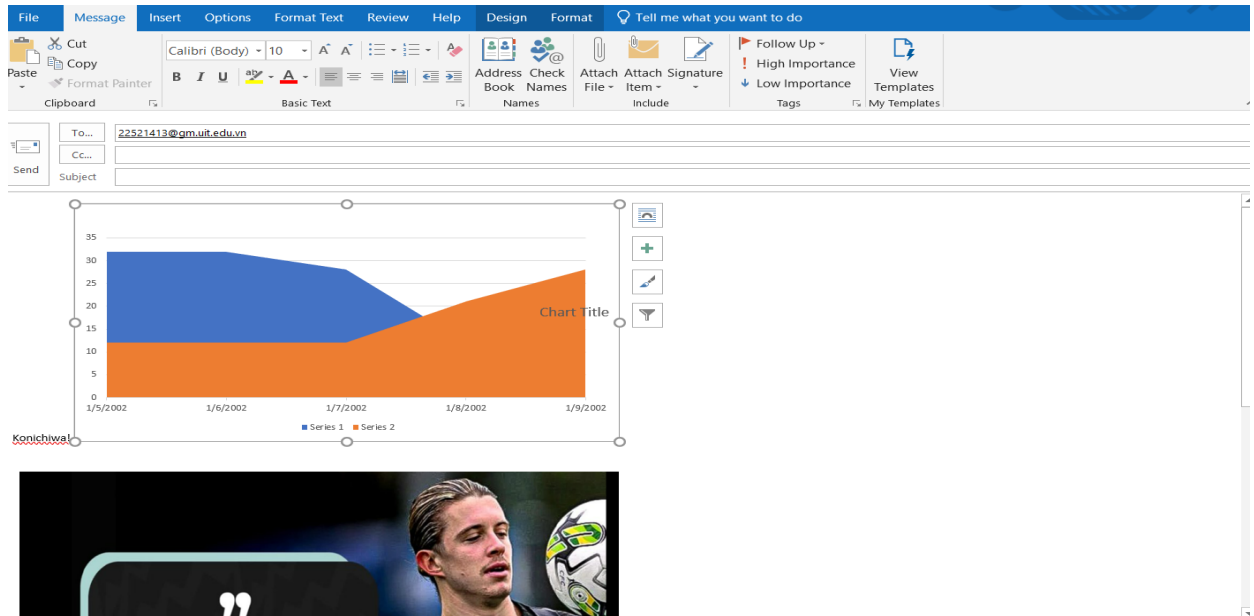 File Message Insert Options Format Text Review Help Design Format Tell me what you want to do
Paste
Cut
Copy
Format Painter
Clipboard
Calibri (Body) 10 A A
B I U aby A
Basic Text
Address Book
Check Names
Names
Attach File
Attach Item
Signature
Include
Follow Up
High Importance
Low Importance
Tags
View Templates
My Templates
Send
To... 22521413@gm.uit.edu.vn
Cc...
Subject
35
30
25
20
15
10
5
0
Chart Title
1/5/2002 1/6/2002 1/7/2002 1/8/2002 1/9/2002
Series 1 Series 2
Konichiwa!
”